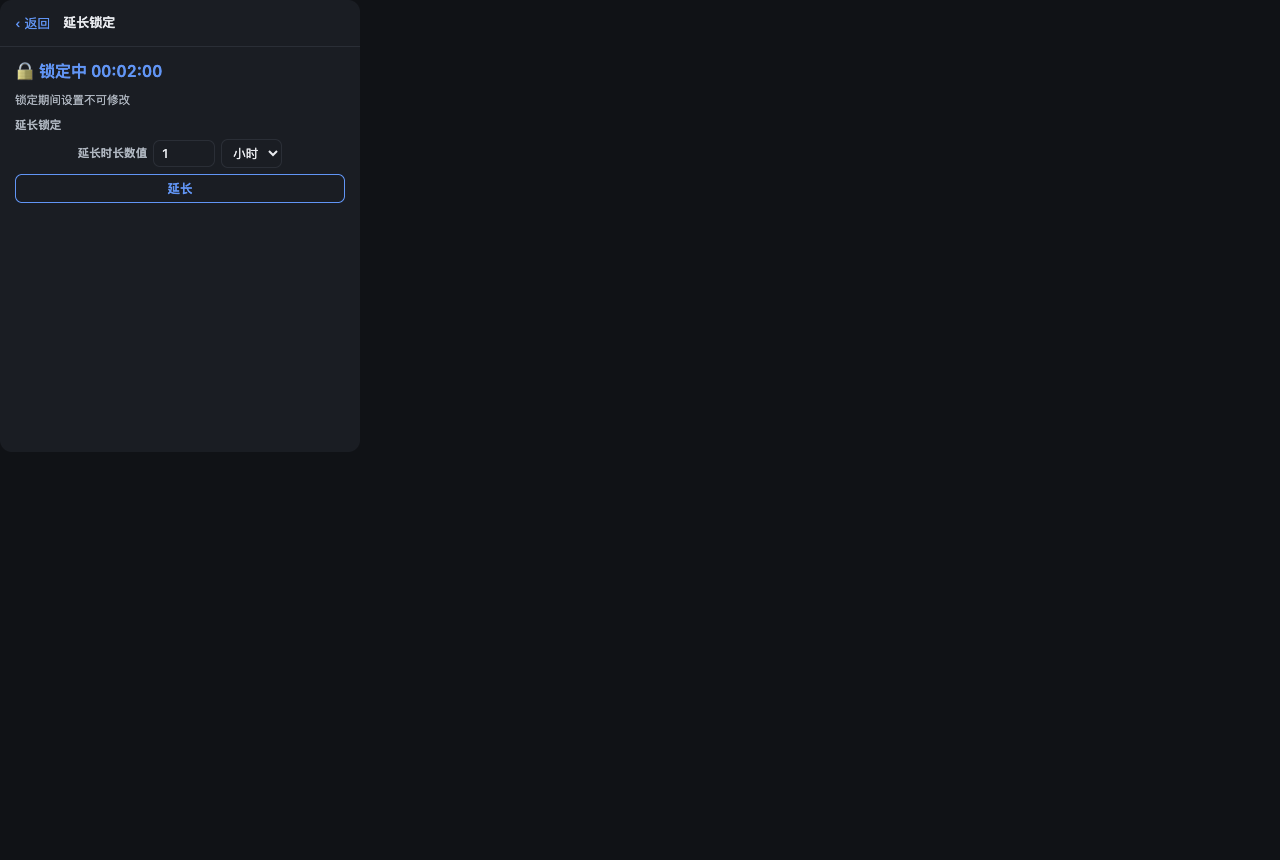 ‹ 返回 延长锁定
🔒 锁定中 00:02:00
锁定期间设置不可修改
延长锁定
延长时长数值 1 小时
延长